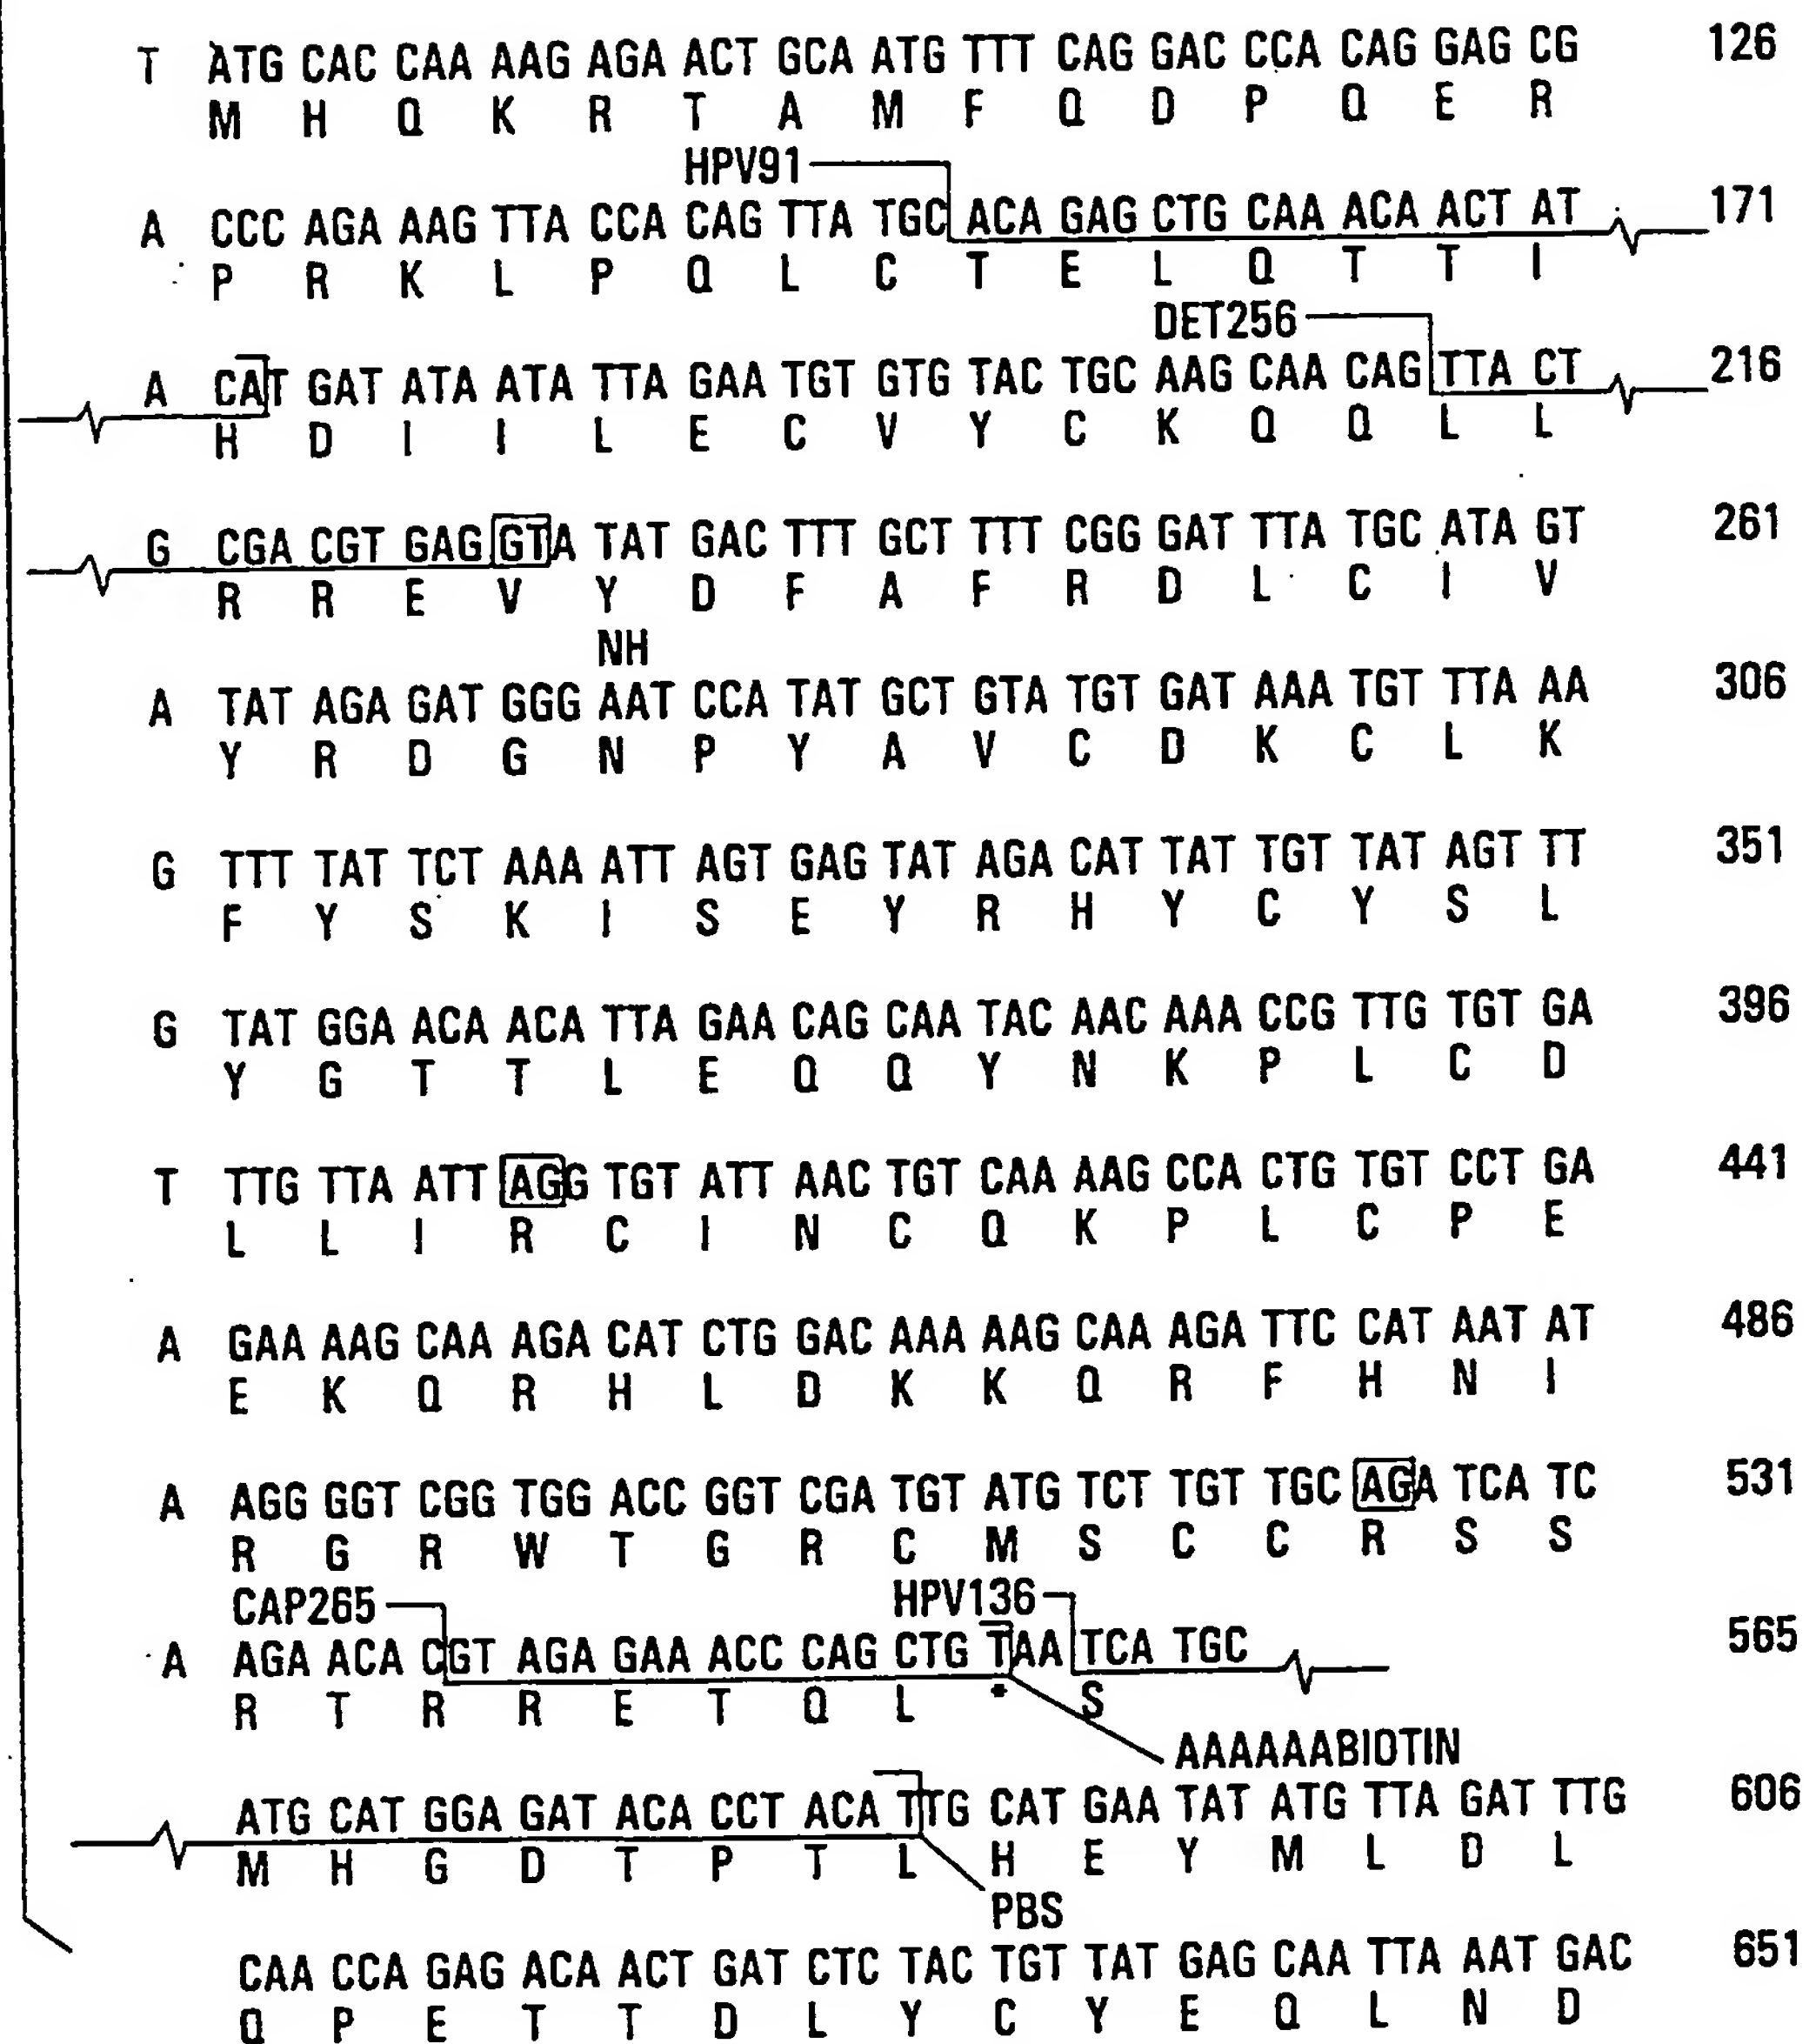 T ATG CAC CAA AAG AGA ACT GCA ATG TTT CAG GAC CCA CAG GAG CG 126
M H Q K R T A M F Q D P Q E R
HPV91
A CCC AGA AAG TTA CCA CAG TTA TGC ACA GAG CTG CAA ACA ACT AT 171
P R K L P Q L C T E L Q T T I
DET256
A CAT GAT ATA ATA TTA GAA TGT GTG TAC TGC AAG CAA CAG TTA CT 216
H D I I L E C V Y C K Q Q L L
G CGA CGT GAG GTA TAT GAC TTT GCT TTT CGG GAT TTA TGC ATA GT 261
R R E V Y D F A F R D L C I V
NH
A TAT AGA GAT GGG AAT CCA TAT GCT GTA TGT GAT AAA TGT TTA AA 306
Y R D G N P Y A V C D K C L K
G TTT TAT TCT AAA ATT AGT GAG TAT AGA CAT TAT TGT TAT AGT TT 351
F Y S K I S E Y R H Y C Y S L
G TAT GGA ACA ACA TTA GAA CAG CAA TAC AAC AAA CCG TTG TGT GA 396
Y G T T L E Q Q Y N K P L C D
T TTG TTA ATT AGG TGT ATT AAC TGT CAA AAG CCA CTG TGT CCT GA 441
L L I R C I N C Q K P L C P E
A GAA AAG CAA AGA CAT CTG GAC AAA AAG CAA AGA TTC CAT AAT AT 486
E K Q R H L D K K Q R F H N I
A AGG GGT CGG TGG ACC GGT CGA TGT ATG TCT TGT TGC AGA TCA TC 531
R G R W T G R C M S C C R S S
CAP265 HPV136
A AGA ACA CGT AGA GAA ACC CAG CTG TAA TCA TGC 565
R T R R E T Q L * S
AAAAAABIOTIN
ATG CAT GGA GAT ACA CCT ACA TTG CAT GAA TAT ATG TTA GAT TTG 606
M H G D T P T L H E Y M L D L
PBS
CAA CCA GAG ACA ACT GAT CTC TAC TGT TAT GAG CAA TTA AAT GAC 651
Q P E T T D L Y C Y E Q L N D